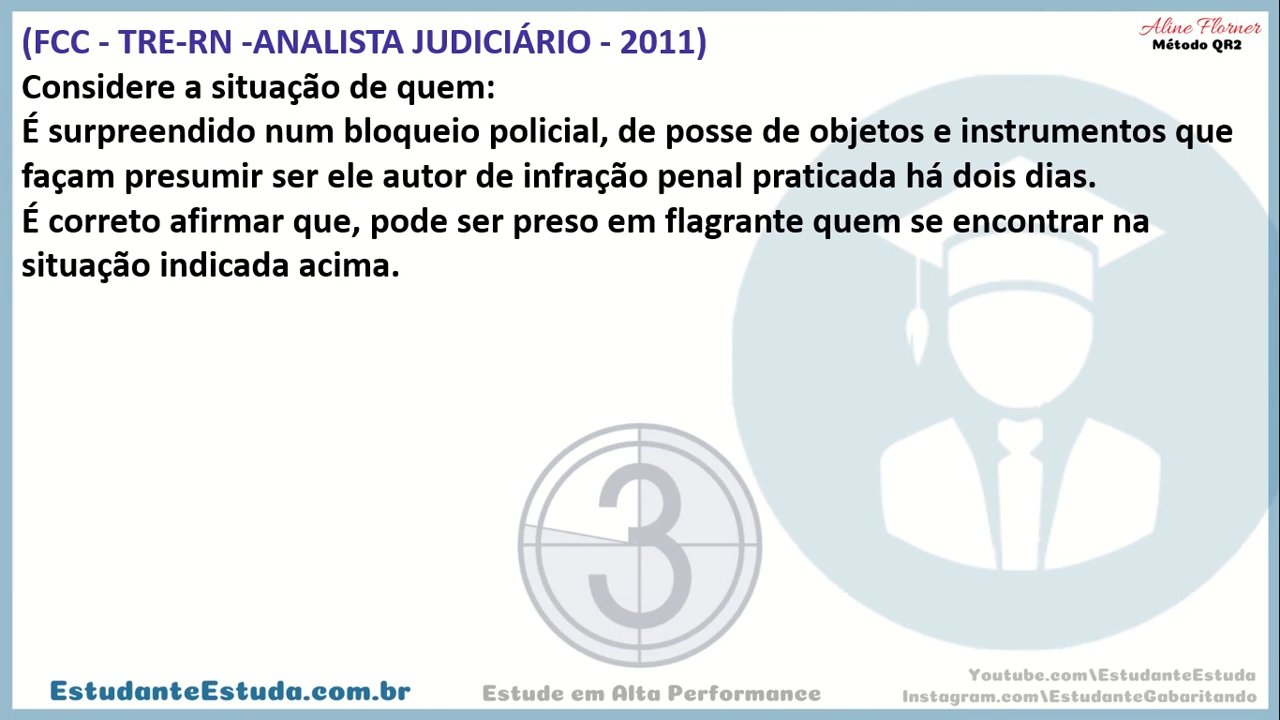 (FCC - TRE-RN -ANALISTA JUDICIÁRIO - 2011)
Aline Florner
Método QR2
Considere a situação de quem:
É surpreendido num bloqueio policial, de posse de objetos e instrumentos que
façam presumir ser ele autor de infração penal praticada há dois dias.
É correto afirmar que, pode ser preso em flagrante quem se encontrar na
situação indicada acima.
3
EstudanteEstuda.com.br
Estude em Alta Performance
Youtube.com\EstudanteEstuda
Instagram.com\EstudanteGabaritando